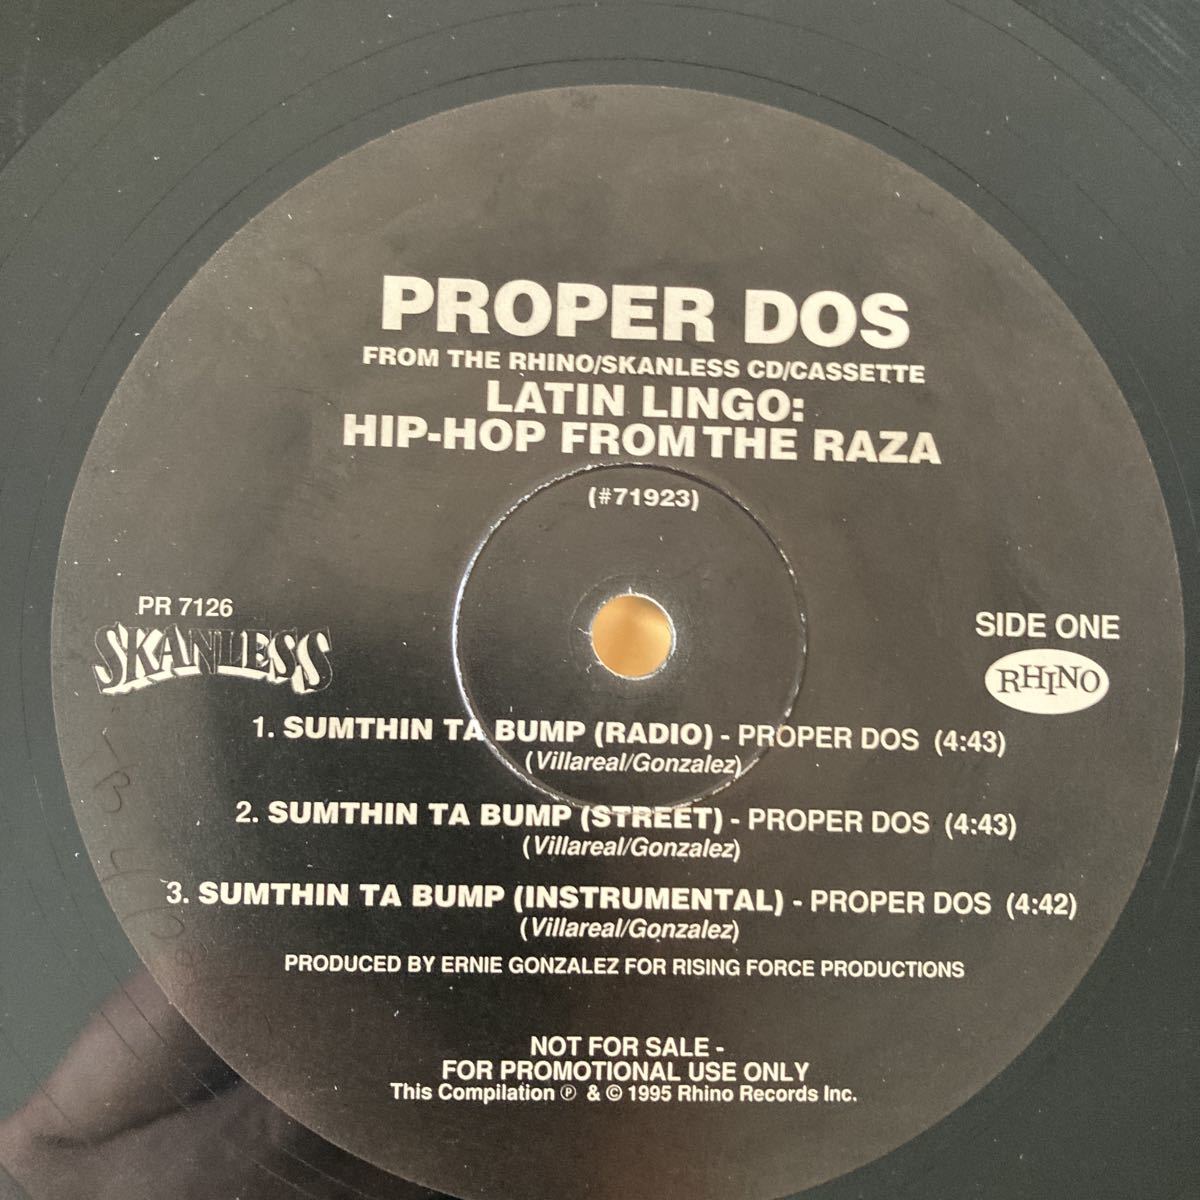 PROPER DOS
FROM THE RHINO/SKANLESS CD/CASSETTE
LATIN LINGO:
HIP-HOP FROM THE RAZA
(#71923)
PR 7126
SKANLESS
SIDE ONE
RHINO
1. SUMTHIN TA BUMP (RADIO) - PROPER DOS (4:43)
(Villareal/Gonzalez)
2. SUMTHIN TA BUMP (STREET) - PROPER DOS (4:43)
(Villareal/Gonzalez)
3. SUMTHIN TA BUMP (INSTRUMENTAL) - PROPER DOS (4:42)
(Villareal/Gonzalez)
PRODUCED BY ERNIE GONZALEZ FOR RISING FORCE PRODUCTIONS
NOT FOR SALE -
FOR PROMOTIONAL USE ONLY
This Compilation ℗ & © 1995 Rhino Records Inc.